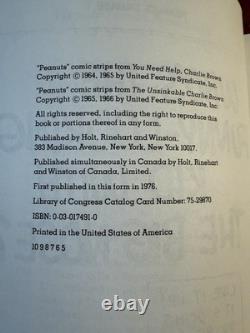 "Peanuts" comic strips from You Need Help, Charlie Brown
Copyright © 1964, 1965 by United Feature Syndicate, Inc.
"Peanuts" comic strips from The Unsinkable Charlie Brown
Copyright © 1965, 1966 by United Feature Syndicate, Inc.
All rights reserved, including the right to reproduce this
book or portions thereof in any form.
Published by Holt, Rinehart and Winston.
383 Madison Avenue, New York, New York 10017.
Published simultaneously in Canada by Holt, Rinehart
and Winston of Canada, Limited.
First published in this form in 1976.
Library of Congress Catalog Card Number: 75-29870
ISBN: 0-03-017491-0
Printed in the United States of America
10 9 8 7 6 5